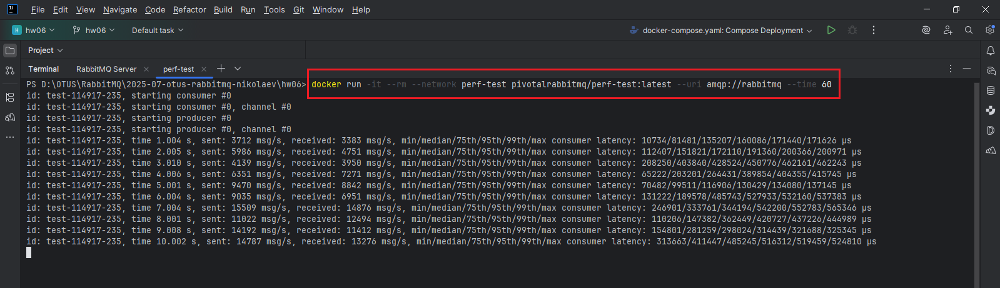 File Edit View Navigate Code Refactor Build Run Tools Git Window Help
H hw06 hw06 Default task docker-compose.yaml: Compose Deployment
Project
Terminal RabbitMQ Server perf-test
PS D:\OTUS\RabbitMQ\2025-07-otus-rabbitmq-nikolaev\hw06> docker run -it --rm --network perf-test pivotalrabbitmq/perf-test:latest --uri amqp://rabbitmq --time 60
id: test-114917-235, starting consumer #0
id: test-114917-235, starting consumer #0, channel #0
id: test-114917-235, starting producer #0
id: test-114917-235, starting producer #0, channel #0
id: test-114917-235, time 1.004 s, sent: 3712 msg/s, received: 3383 msg/s, min/median/75th/95th/99th/max consumer latency: 10734/81481/135207/160086/171440/171626 µs
id: test-114917-235, time 2.005 s, sent: 5986 msg/s, received: 4751 msg/s, min/median/75th/95th/99th/max consumer latency: 112407/151821/172110/191360/200366/200971 µs
id: test-114917-235, time 3.010 s, sent: 4139 msg/s, received: 3950 msg/s, min/median/75th/95th/99th/max consumer latency: 208250/403840/428524/450776/462161/462243 µs
id: test-114917-235, time 4.006 s, sent: 6351 msg/s, received: 7271 msg/s, min/median/75th/95th/99th/max consumer latency: 65222/203201/264431/389854/404355/415745 µs
id: test-114917-235, time 5.001 s, sent: 9470 msg/s, received: 8842 msg/s, min/median/75th/95th/99th/max consumer latency: 70482/99511/116906/130429/134080/137145 µs
id: test-114917-235, time 6.004 s, sent: 9035 msg/s, received: 6951 msg/s, min/median/75th/95th/99th/max consumer latency: 131222/189578/485743/527933/532160/537383 µs
id: test-114917-235, time 7.004 s, sent: 15509 msg/s, received: 14876 msg/s, min/median/75th/95th/99th/max consumer latency: 246901/333761/344194/542200/552783/565346 µs
id: test-114917-235, time 8.001 s, sent: 11022 msg/s, received: 12494 msg/s, min/median/75th/95th/99th/max consumer latency: 110206/147382/362449/420727/437226/444989 µs
id: test-114917-235, time 9.008 s, sent: 14192 msg/s, received: 11412 msg/s, min/median/75th/95th/99th/max consumer latency: 154801/281259/298024/314439/321688/325345 µs
id: test-114917-235, time 10.002 s, sent: 14787 msg/s, received: 13276 msg/s, min/median/75th/95th/99th/max consumer latency: 313663/411447/485245/516312/519459/524810 µs